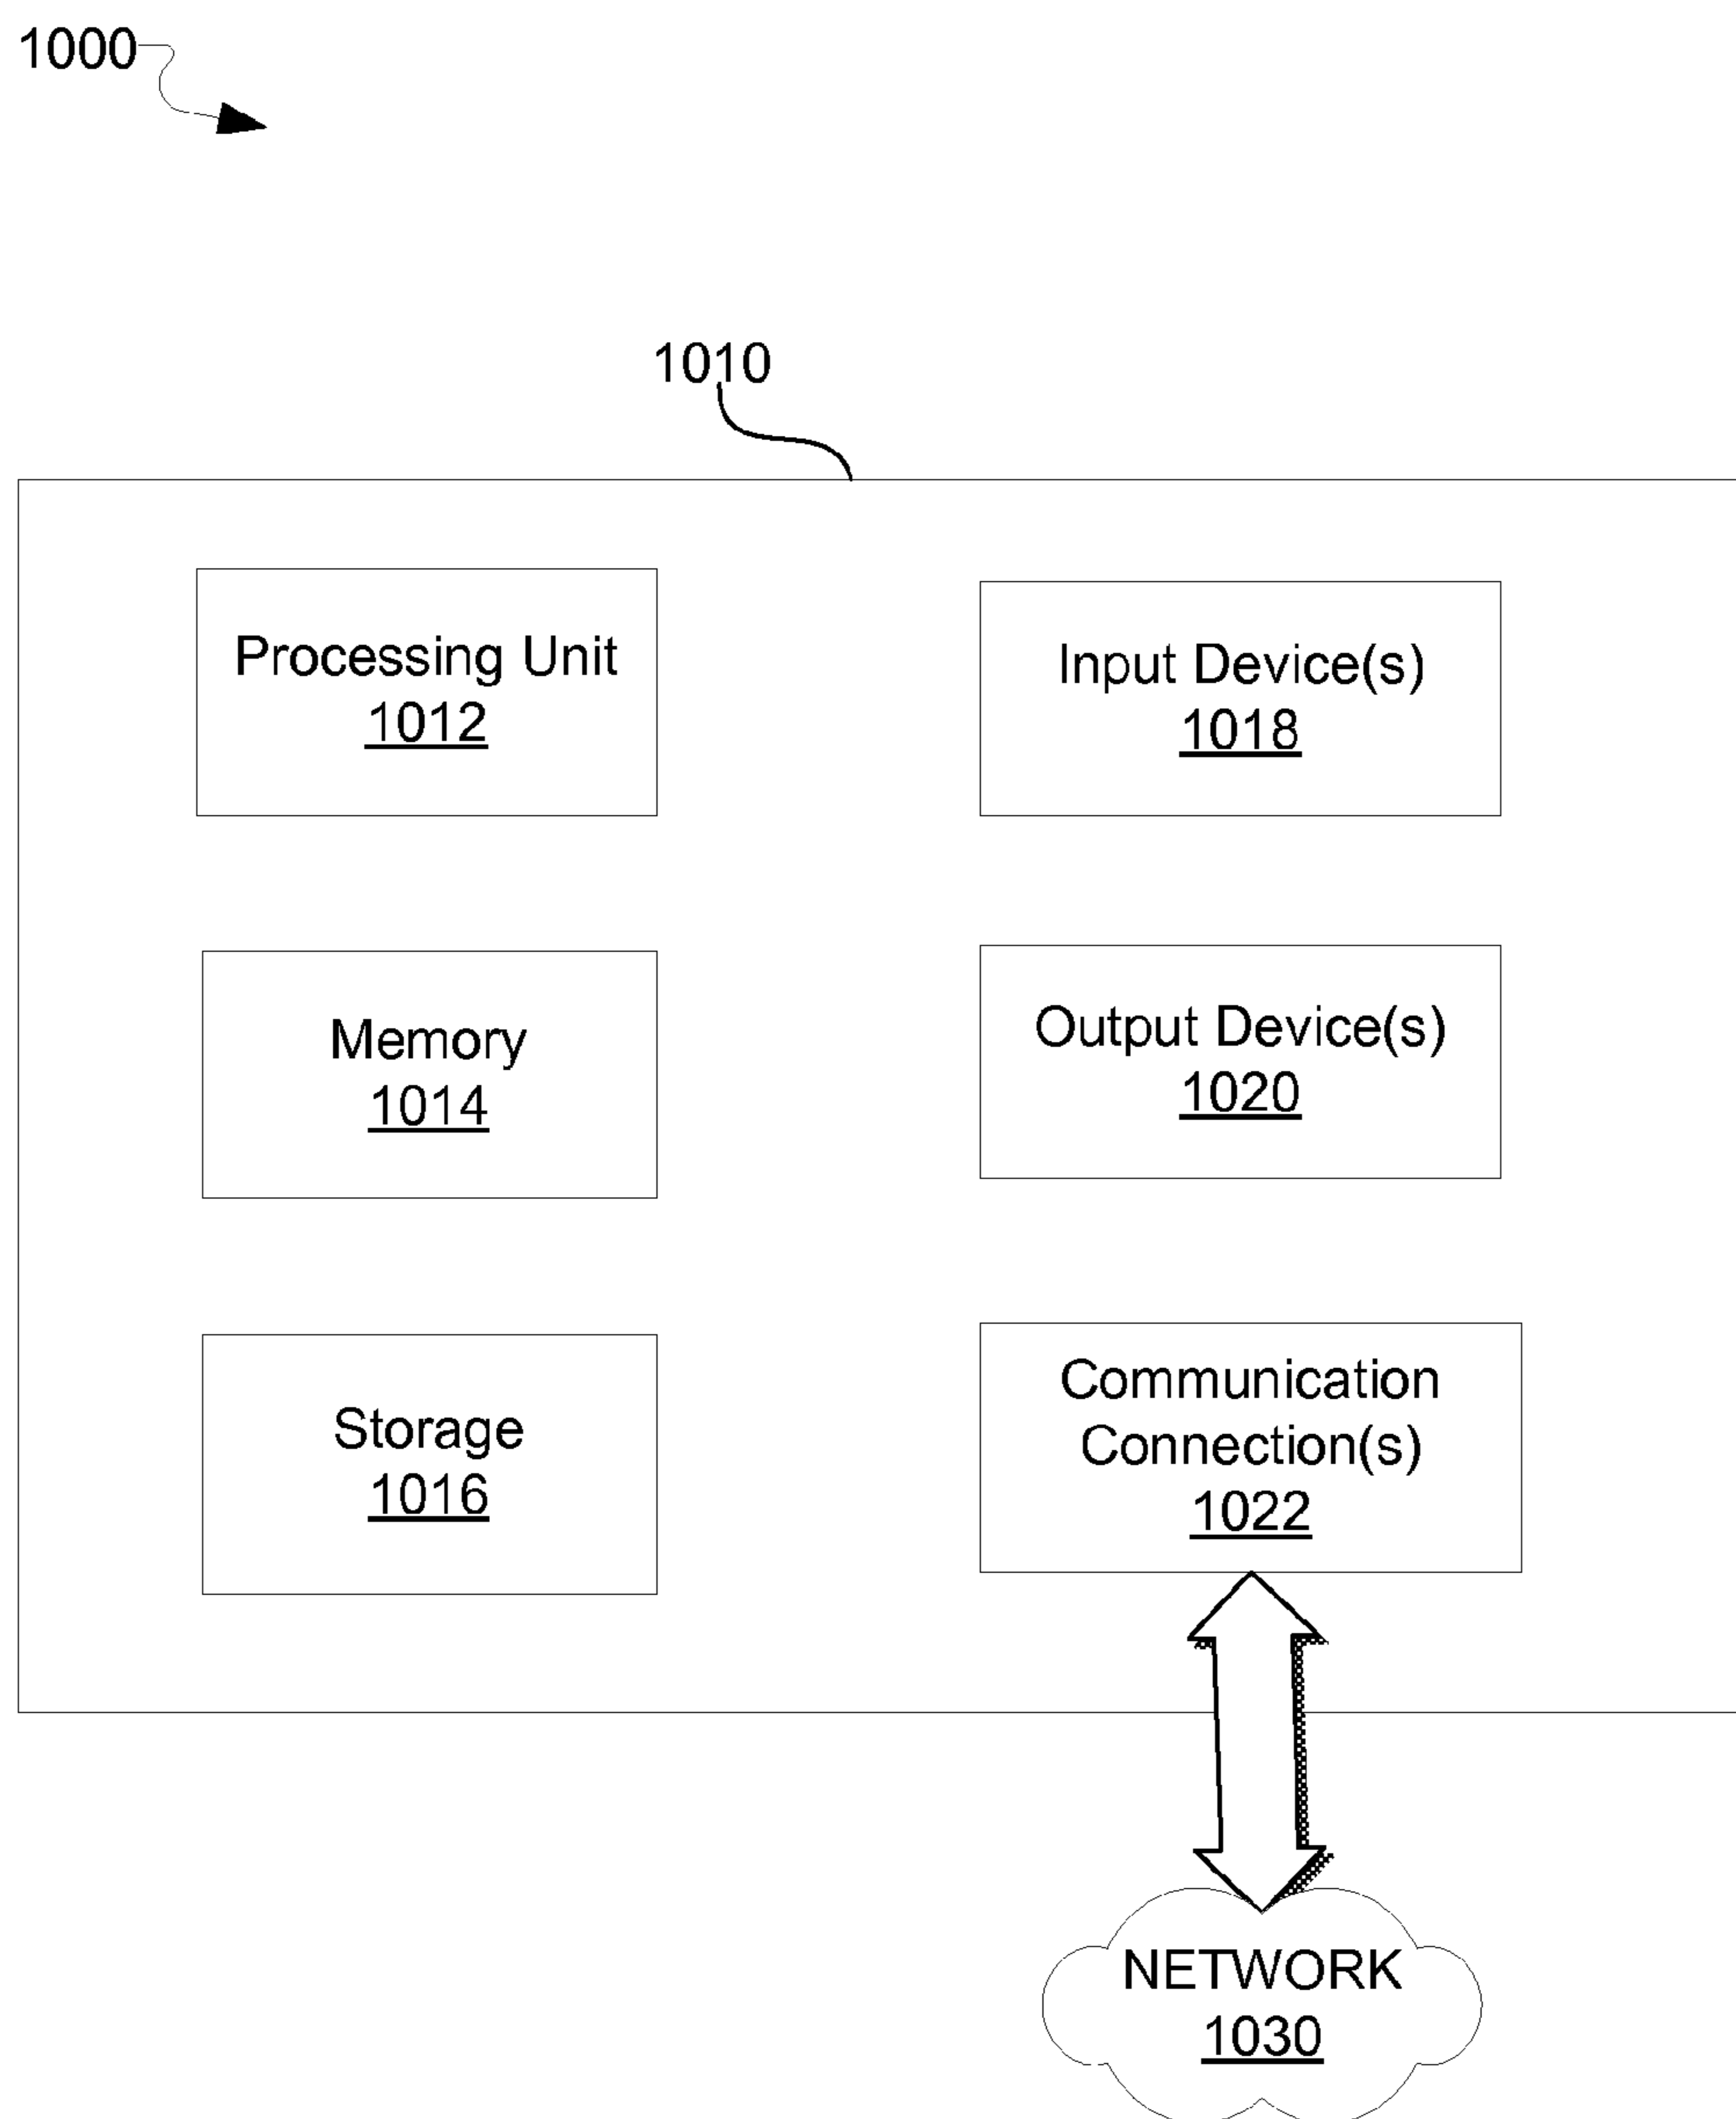 1000
1010
Processing Unit
1012
Input Device(s)
1018
Memory
1014
Output Device(s)
1020
Storage
1016
Communication
Connection(s)
1022
NETWORK
1030